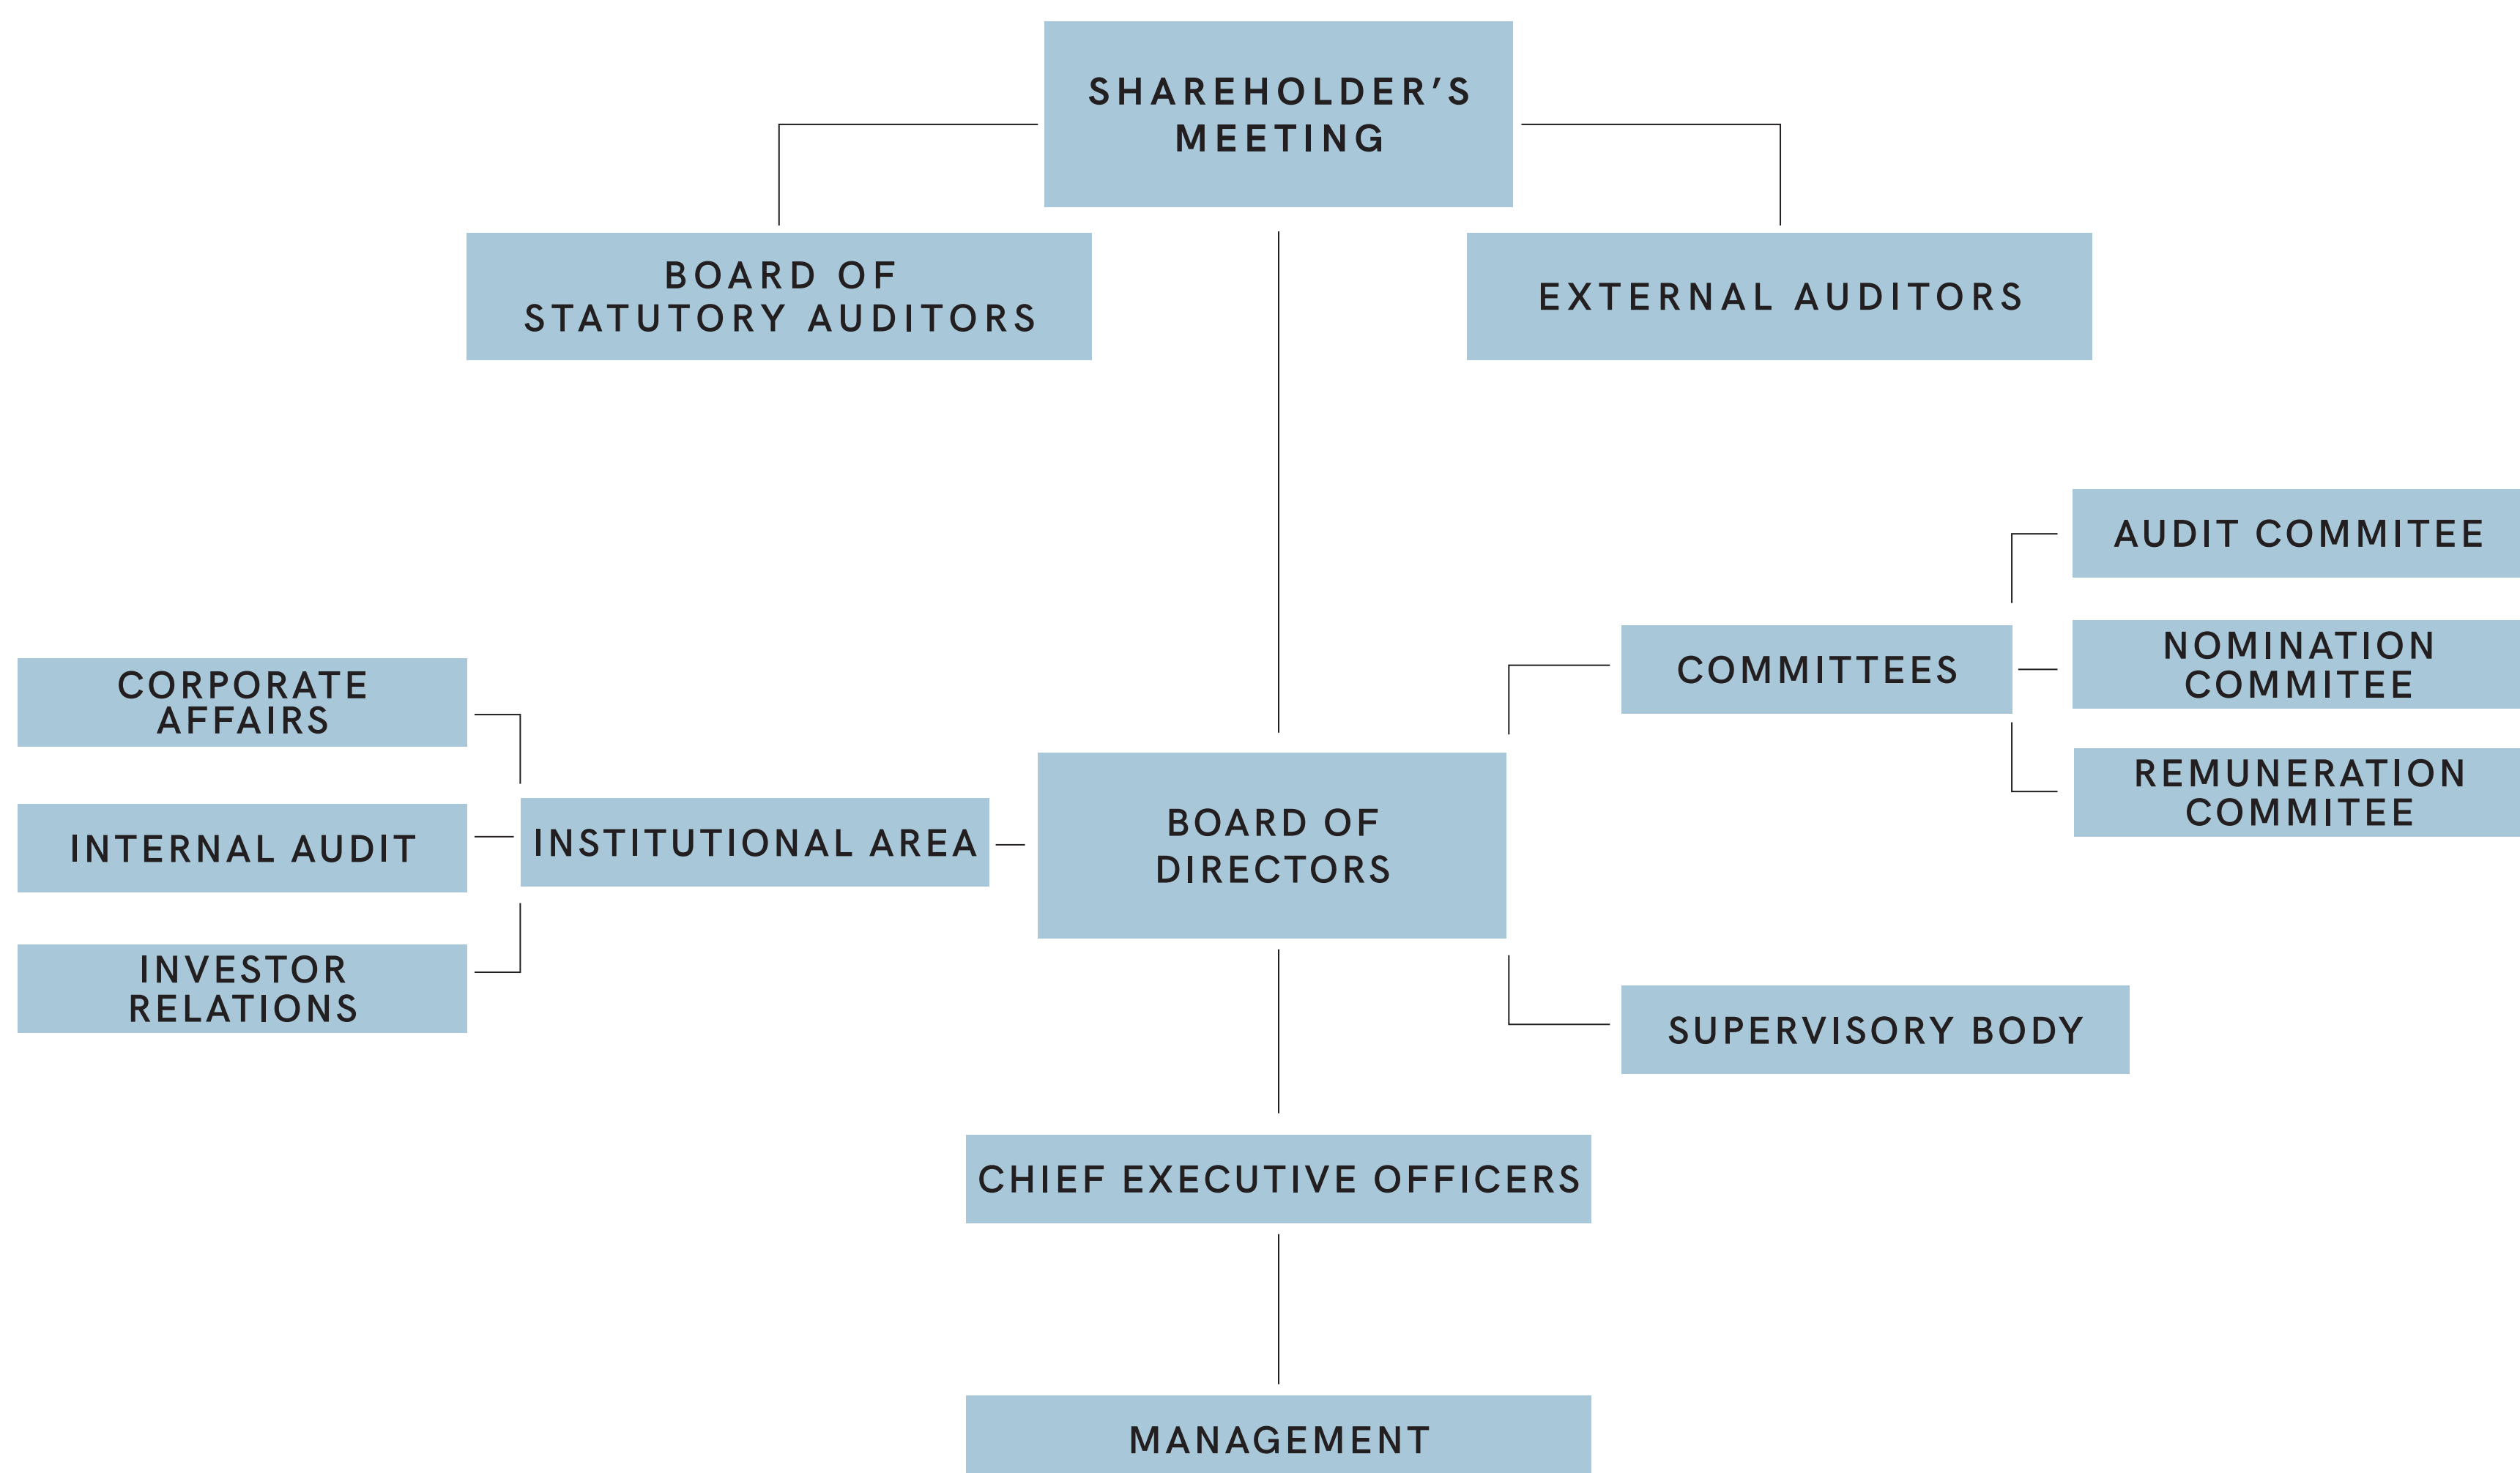 SHAREHOLDER’S
MEETING
BOARD OF
STATUTORY AUDITORS
EXTERNAL AUDITORS
AUDIT COMMITEE
NOMINATION
COMMITEE
REMUNERATION
COMMITEE
COMMITTEES
CORPORATE
AFFAIRS
INTERNAL AUDIT
INVESTOR
RELATIONS
INSTITUTIONAL AREA
BOARD OF
DIRECTORS
SUPERVISORY BODY
CHIEF EXECUTIVE OFFICERS
MANAGEMENT